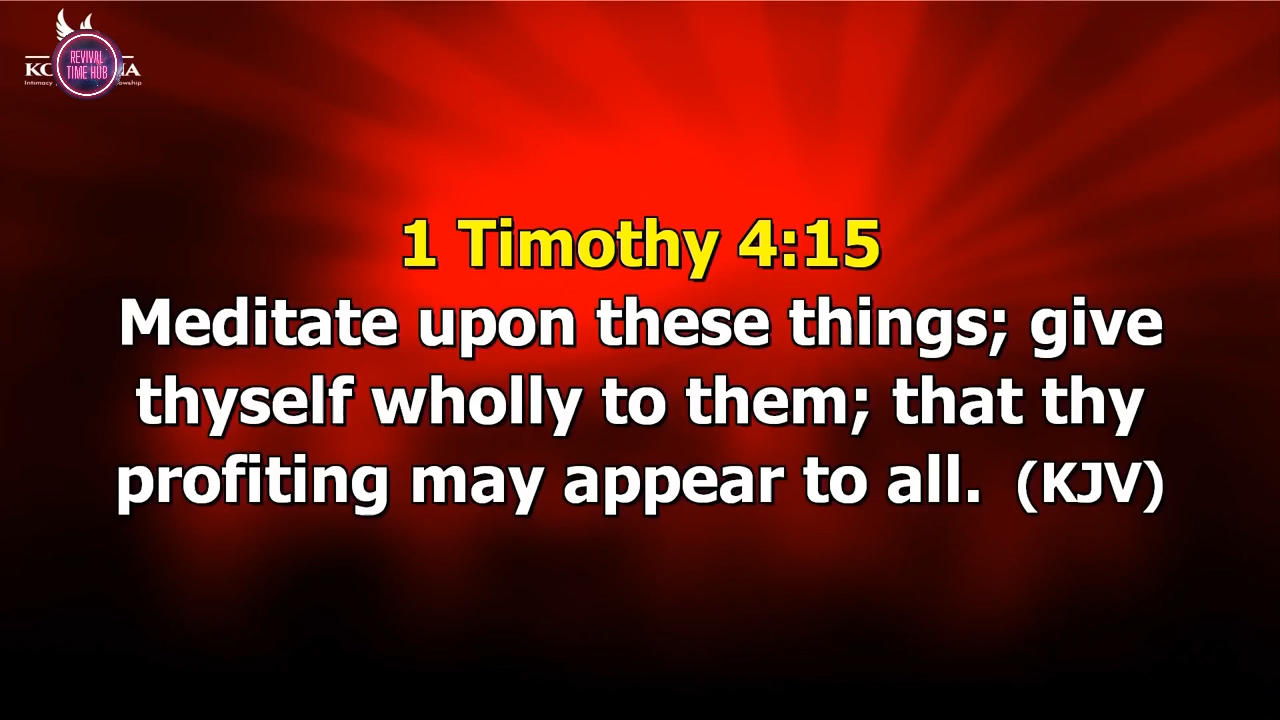 REVIVAL
TIME HUB
Intimacy
1 Timothy 4:15
Meditate upon these things; give
thyself wholly to them; that thy
profiting may appear to all.  (KJV)